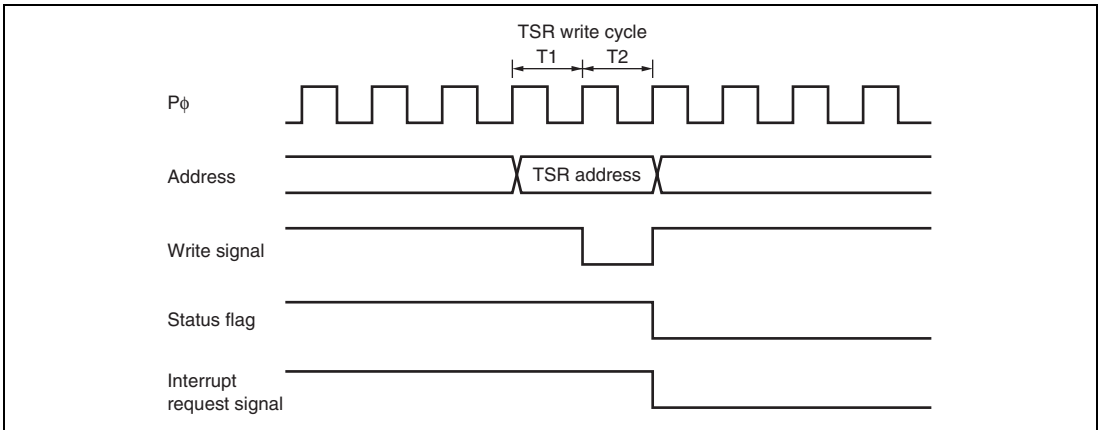 TSR write cycle
T1 T2
Pϕ
Address TSR address
Write signal
Status flag
Interrupt
request signal